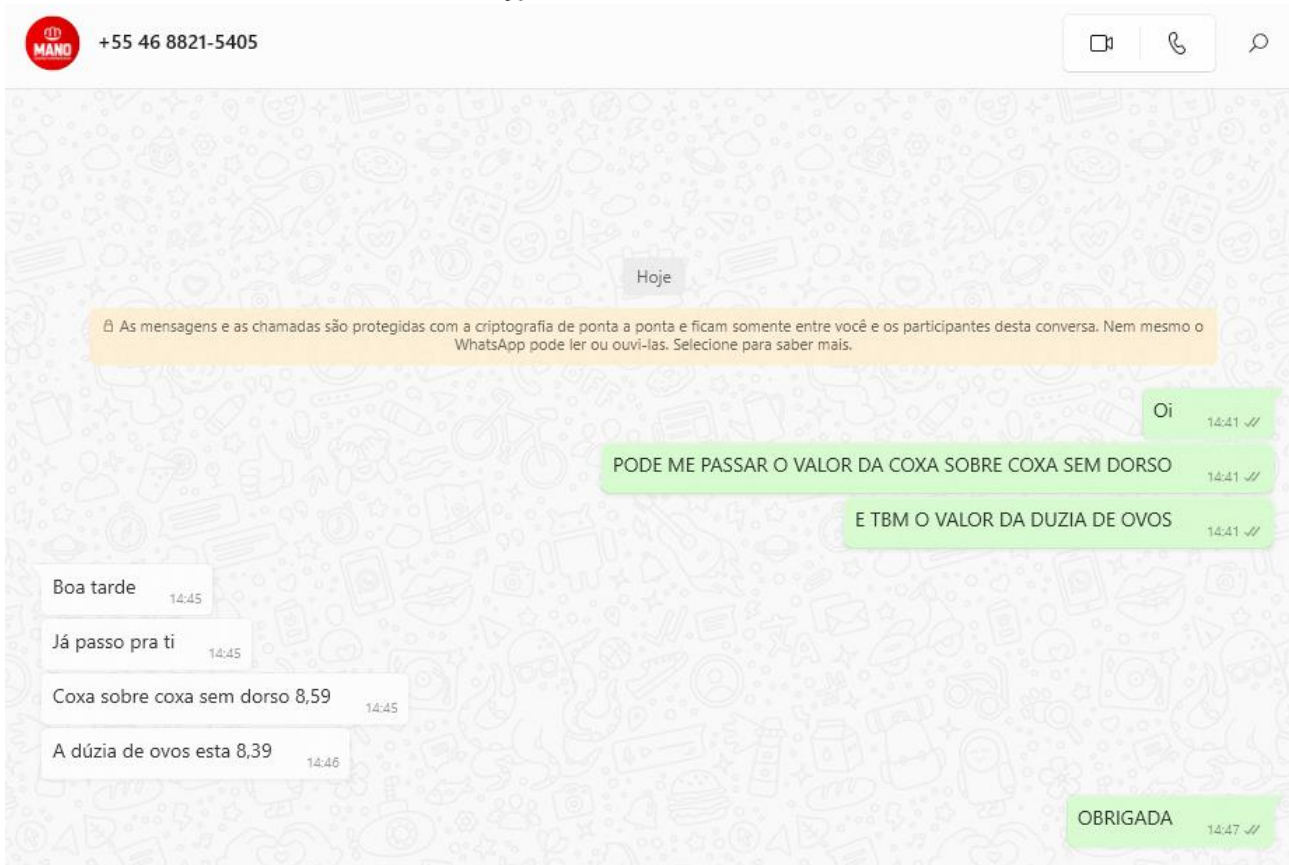 MANO
+55 46 8821-5405
Hoje
As mensagens e as chamadas são protegidas com a criptografia de ponta a ponta e ficam somente entre você e os participantes desta conversa. Nem mesmo o
WhatsApp pode ler ou ouvi-las. Selecione para saber mais.
Oi 14:41
PODE ME PASSAR O VALOR DA COXA SOBRE COXA SEM DORSO 14:41
E TBM O VALOR DA DUZIA DE OVOS 14:41
Boa tarde 14:45
Já passo pra ti 14:45
Coxa sobre coxa sem dorso 8,59 14:45
A dúzia de ovos esta 8,39 14:46
OBRIGADA 14:47